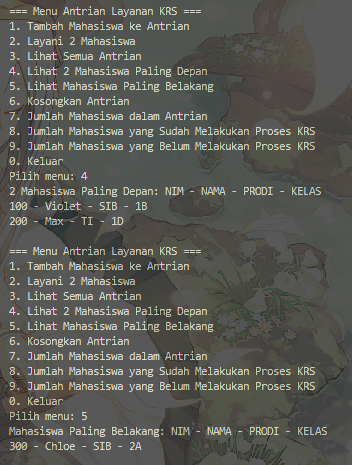 === Menu Antrian Layanan KRS ===
1. Tambah Mahasiswa ke Antrian
2. Layani 2 Mahasiswa
3. Lihat Semua Antrian
4. Lihat 2 Mahasiswa Paling Depan
5. Lihat Mahasiswa Paling Belakang
6. Kosongkan Antrian
7. Jumlah Mahasiswa dalam Antrian
8. Jumlah Mahasiswa yang Sudah Melakukan Proses KRS
9. Jumlah Mahasiswa yang Belum Melakukan Proses KRS
0. Keluar
Pilih menu: 4
2 Mahasiswa Paling Depan: NIM - NAMA - PRODI - KELAS
100 - Violet - SIB - 1B
200 - Max - TI - 1D
=== Menu Antrian Layanan KRS ===
1. Tambah Mahasiswa ke Antrian
2. Layani 2 Mahasiswa
3. Lihat Semua Antrian
4. Lihat 2 Mahasiswa Paling Depan
5. Lihat Mahasiswa Paling Belakang
6. Kosongkan Antrian
7. Jumlah Mahasiswa dalam Antrian
8. Jumlah Mahasiswa yang Sudah Melakukan Proses KRS
9. Jumlah Mahasiswa yang Belum Melakukan Proses KRS
0. Keluar
Pilih menu: 5
Mahasiswa Paling Belakang: NIM - NAMA - PRODI - KELAS
300 - Chloe - SIB - 2A